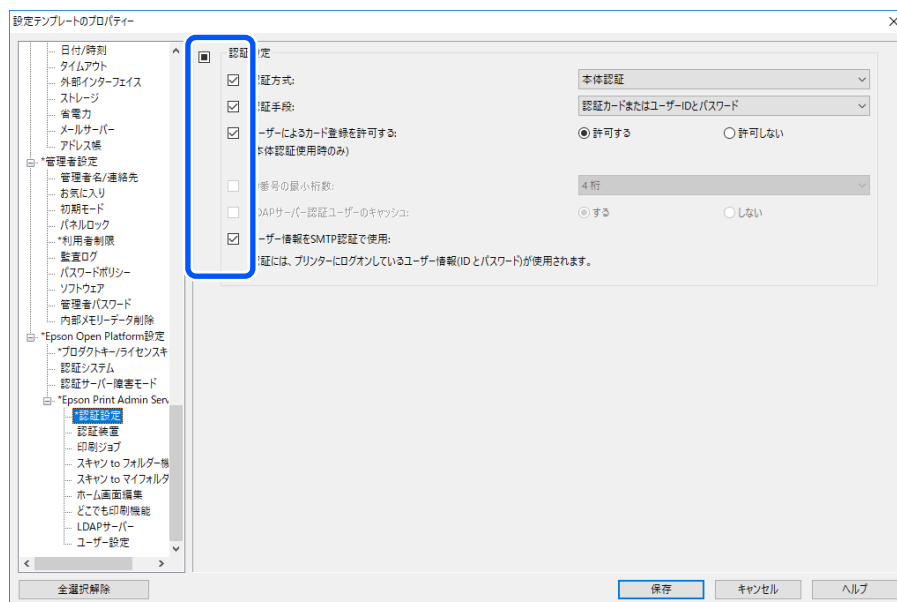 設定テンプレートのプロパティー
日付/時刻
タイムアウト
外部インターフェイス
ストレージ
省電力
メールサーバー
アドレス帳
*管理者設定
管理者名/連絡先
お気に入り
初期モード
パネルロック
*利用者制限
監査ログ
パスワードポリシー
ソフトウェア
管理者パスワード
内部メモリーデータ削除
*Epson Open Platform設定
*プロダクトキー/ライセンスキ
認証システム
認証サーバー障害モード
*Epson Print Admin Serv
*認証設定
認証装置
印刷ジョブ
スキャン to フォルダー機
スキャン to マイフォルダ
ホーム画面編集
どこでも印刷機能
LDAPサーバー
ユーザー設定
全選択解除
認証設定
証方式:
本体認証
証手段:
認証カードまたはユーザーIDとパスワード
ーザーによるカード登録を許可する:
許可する
許可しない
本体認証使用時のみ)
番号の最小桁数:
4 桁
DAPサーバー認証ユーザーのキャッシュ:
する
しない
ーザー情報をSMTP認証で使用:
証には、プリンターにログオンしているユーザー情報(ID とパスワード)が使用されます。
保存
キャンセル
ヘルプ